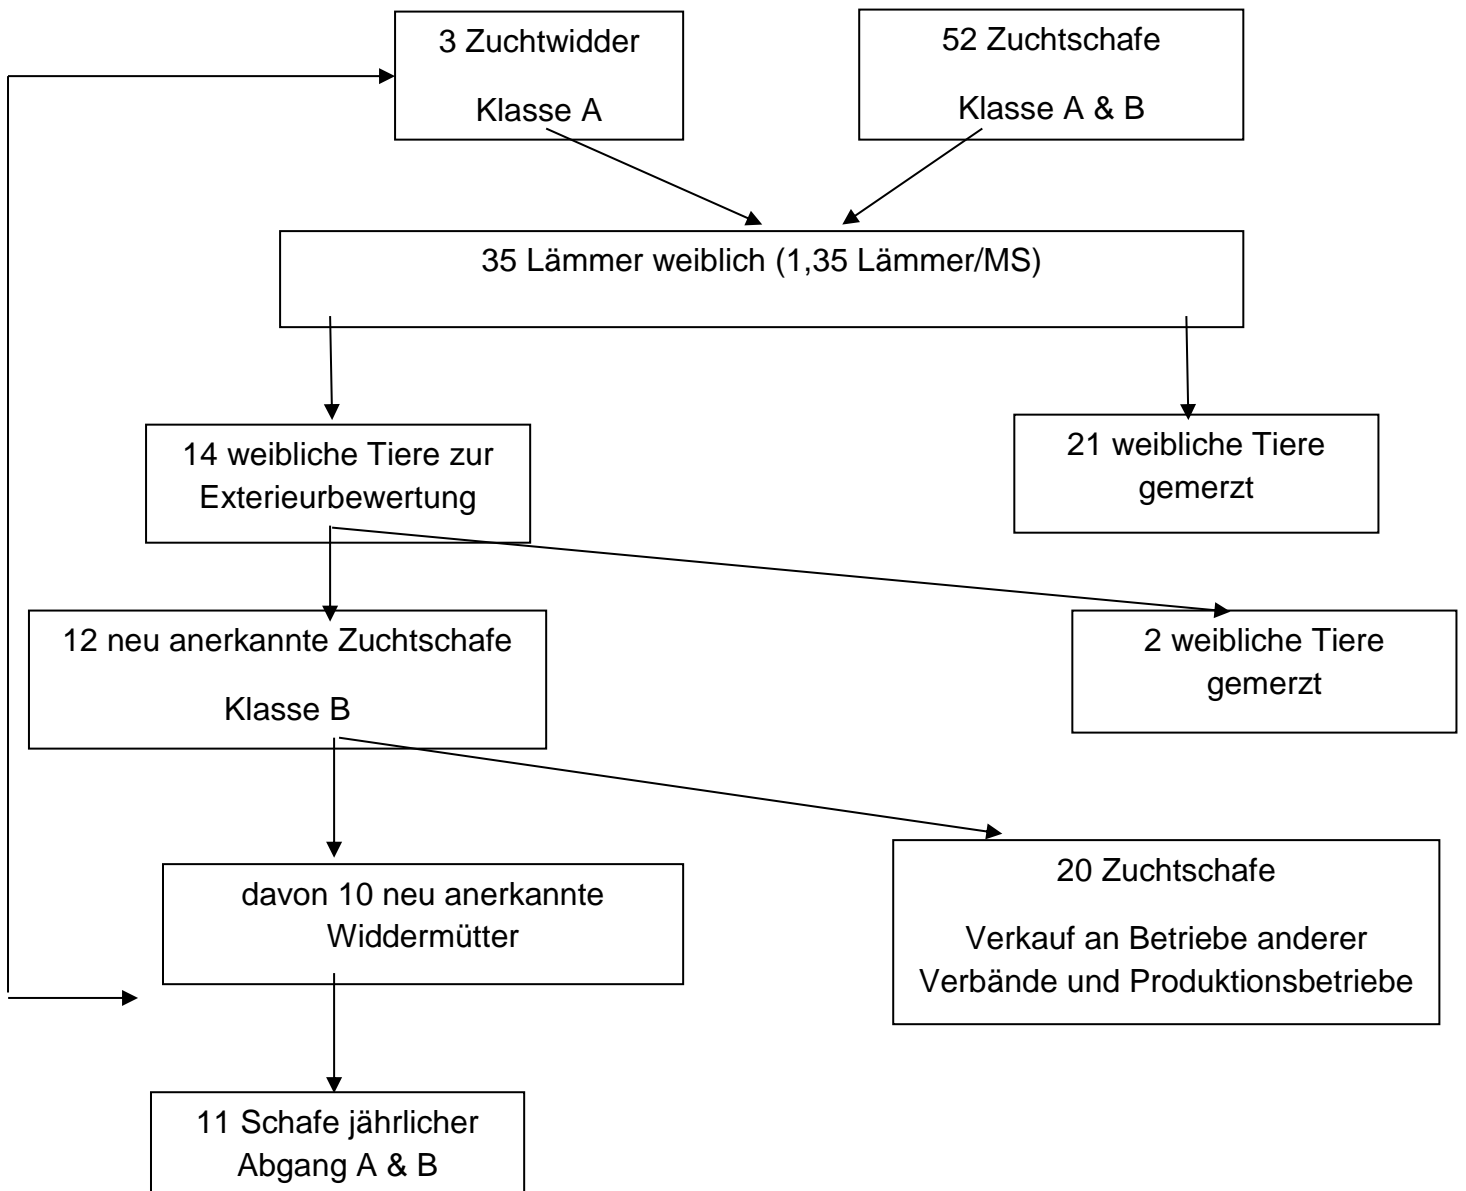 3 Zuchtwidder
Klasse A
52 Zuchtschafe
Klasse A & B
35 Lämmer weiblich (1,35 Lämmer/MS)
14 weibliche Tiere zur
Exterieurbewertung
21 weibliche Tiere
gemerzt
12 neu anerkannte Zuchtschafe
Klasse B
2 weibliche Tiere
gemerzt
davon 10 neu anerkannte
Widdermütter
20 Zuchtschafe
Verkauf an Betriebe anderer
Verbände und Produktionsbetriebe
11 Schafe jährlicher
Abgang A & B